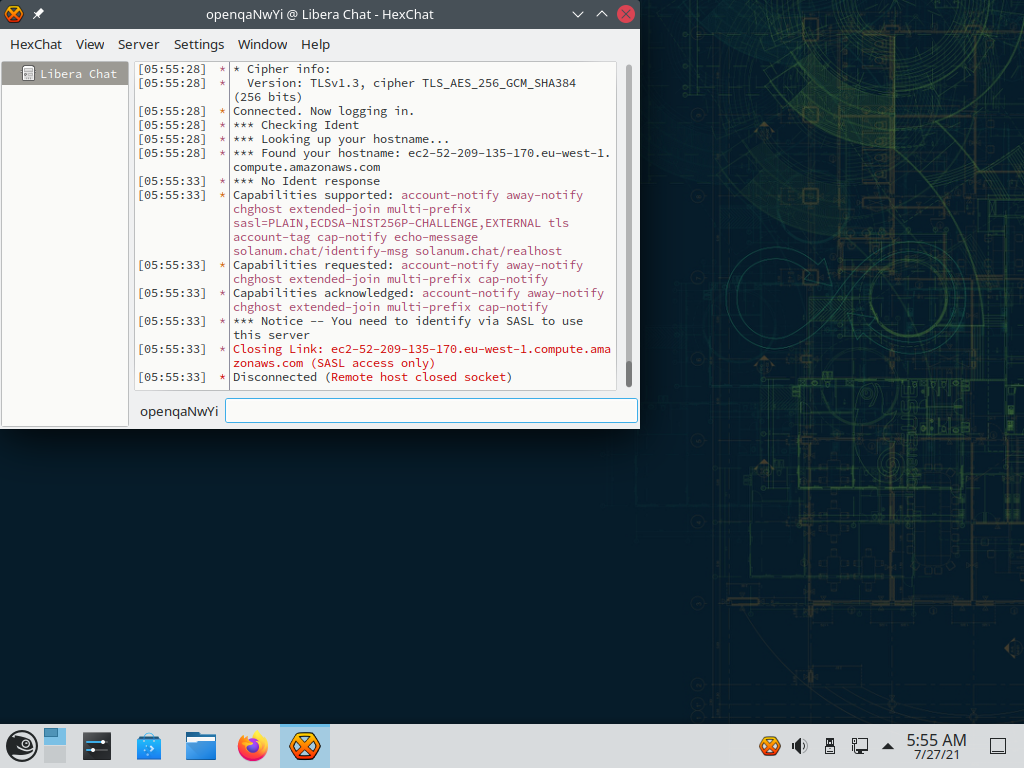 openqaNwYi @ Libera Chat - HexChat
HexChat View Server Settings Window Help
Libera Chat
[05:55:28] * * Cipher info:
[05:55:28] * Version: TLSv1.3, cipher TLS_AES_256_GCM_SHA384
(256 bits)
[05:55:28] * Connected. Now logging in.
[05:55:28] * *** Checking Ident
[05:55:28] * *** Looking up your hostname...
[05:55:28] * *** Found your hostname: ec2-52-209-135-170.eu-west-1.
compute.amazonaws.com
[05:55:33] * *** No Ident response
[05:55:33] * Capabilities supported: account-notify away-notify
chghost extended-join multi-prefix
sasl=PLAIN,ECDSA-NIST256P-CHALLENGE,EXTERNAL tls
account-tag cap-notify echo-message
solanum.chat/identify-msg solanum.chat/realhost
[05:55:33] * Capabilities requested: account-notify away-notify
chghost extended-join multi-prefix cap-notify
[05:55:33] * Capabilities acknowledged: account-notify away-notify
chghost extended-join multi-prefix cap-notify
[05:55:33] * *** Notice -- You need to identify via SASL to use
this server
[05:55:33] * Closing Link: ec2-52-209-135-170.eu-west-1.compute.ama
zonaws.com (SASL access only)
[05:55:33] * Disconnected (Remote host closed socket)
openqaNwYi
5:55 AM
7/27/21